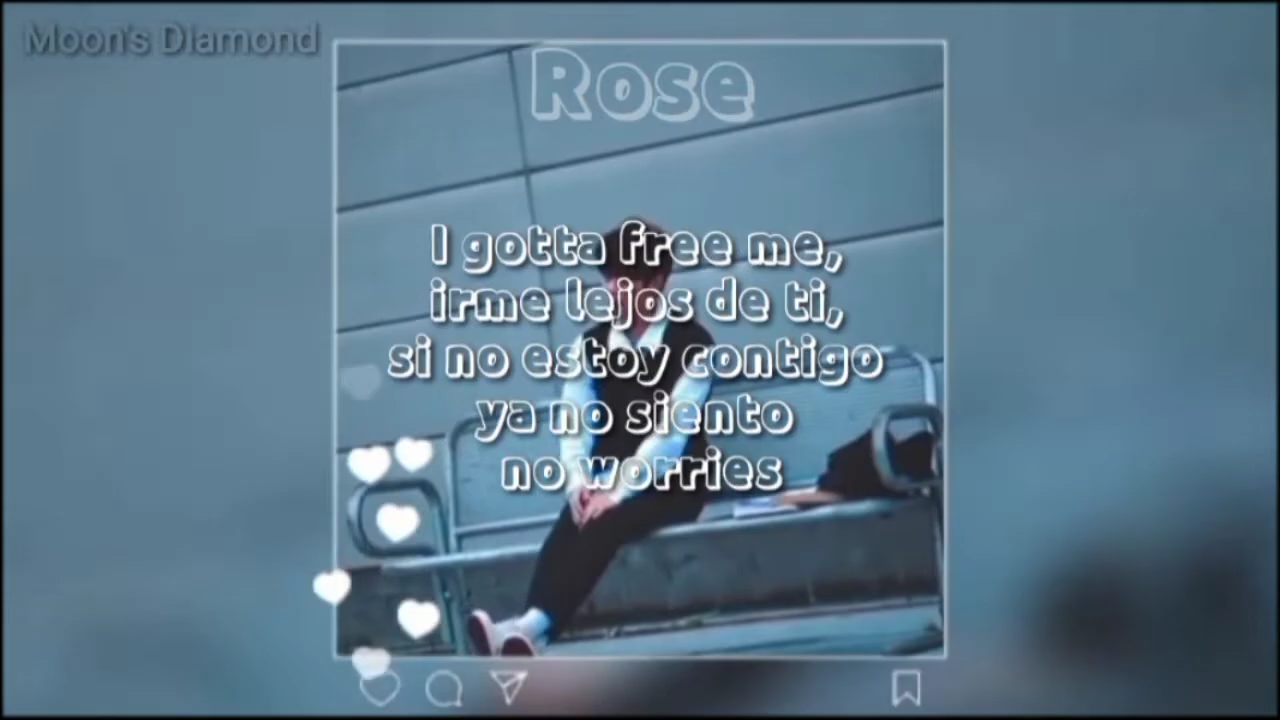 Moon's Diamond
Rose
I gotta free me,
irme lejos de ti,
si no estoy contigo
ya no siento
no worries